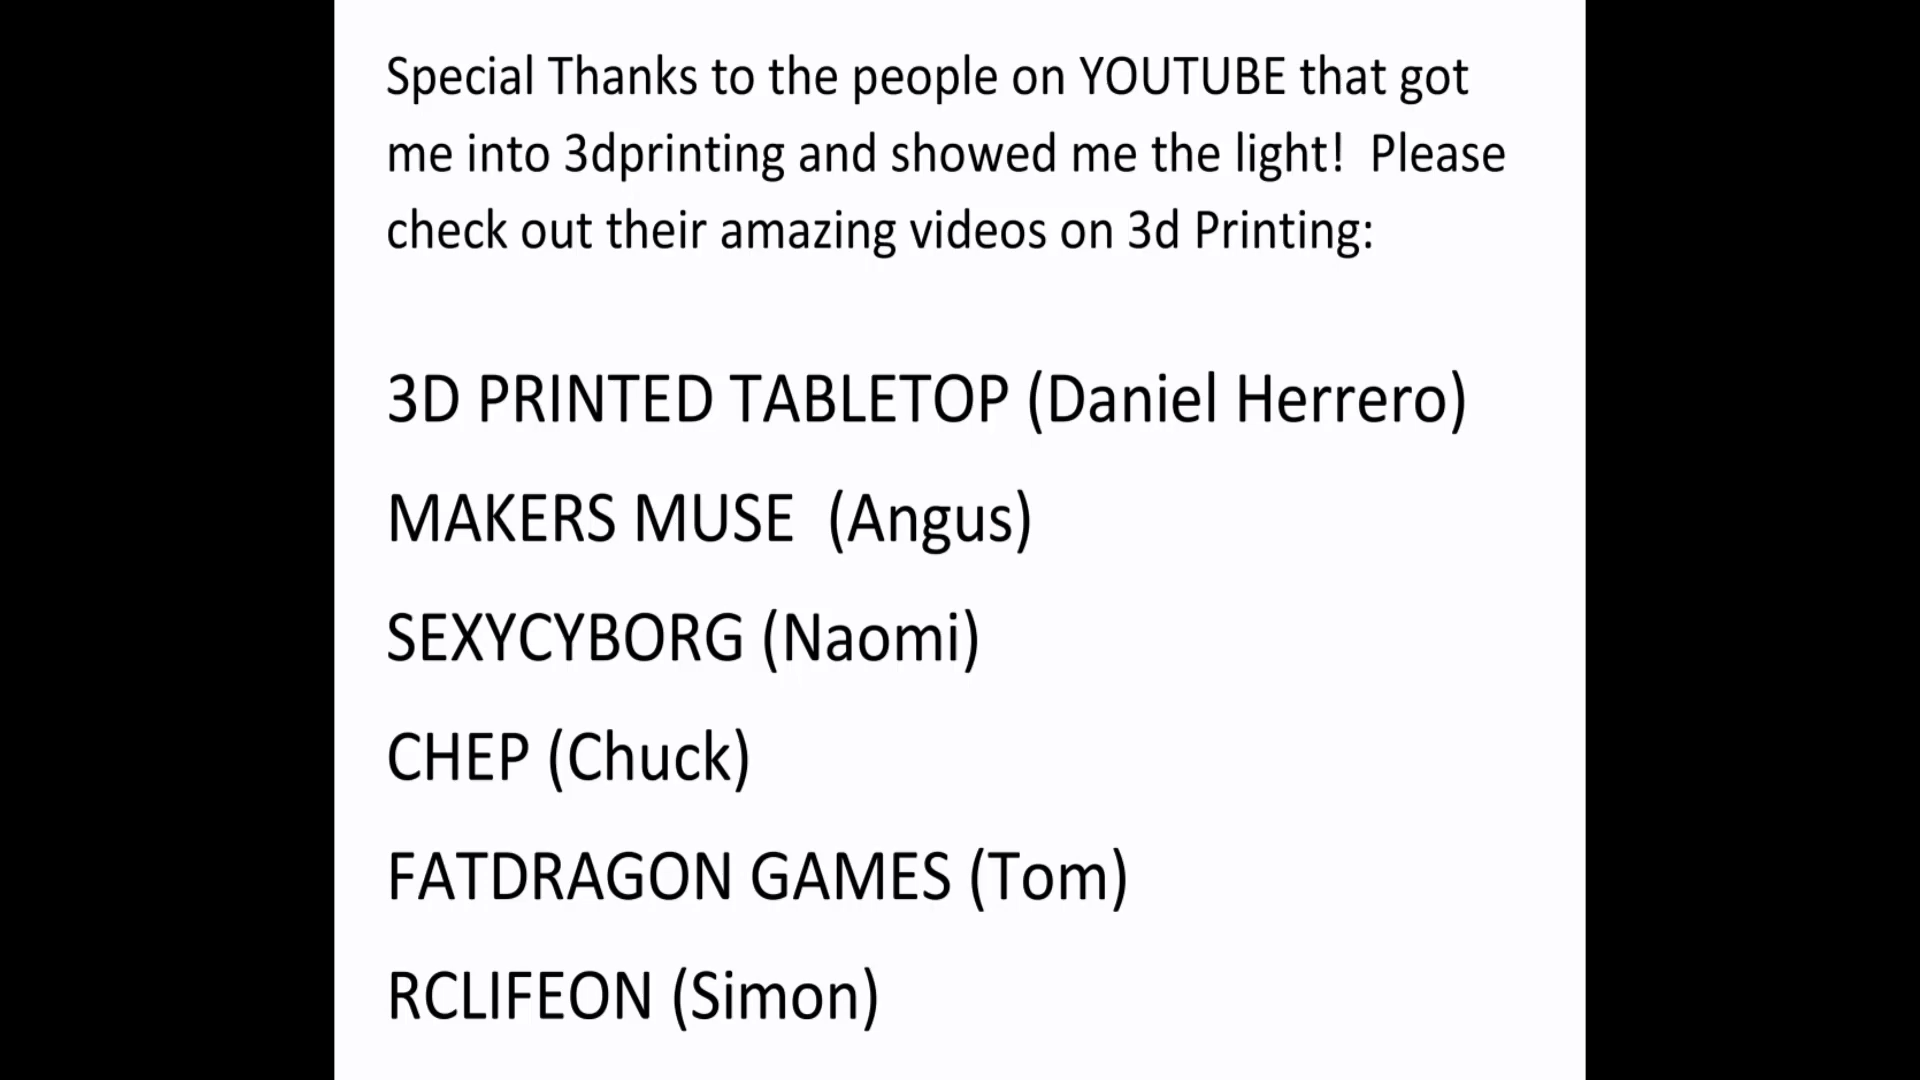 Special Thanks to the people on YOUTUBE that got
me into 3dprinting and showed me the light!  Please
check out their amazing videos on 3d Printing:
3D PRINTED TABLETOP (Daniel Herrero)
MAKERS MUSE  (Angus)
SEXYCYBORG (Naomi)
CHEP (Chuck)
FATDRAGON GAMES (Tom)
RCLIFEON (Simon)